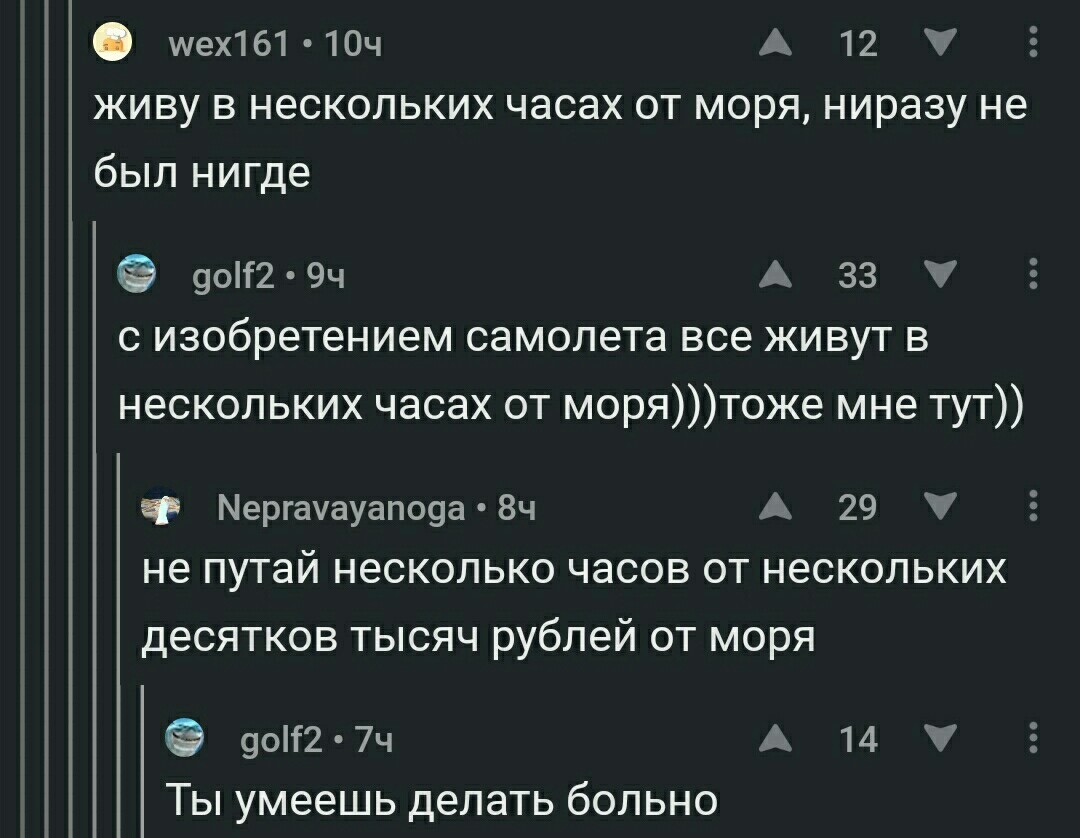 wex161 • 10ч 12
живу в нескольких часах от моря, ниразу не
был нигде
golf2 • 9ч 33
с изобретением самолета все живут в
нескольких часах от моря)))тоже мне тут))
Nepravayanoga • 8ч 29
не путай несколько часов от нескольких
десятков тысяч рублей от моря
golf2 • 7ч 14
Ты умеешь делать больно